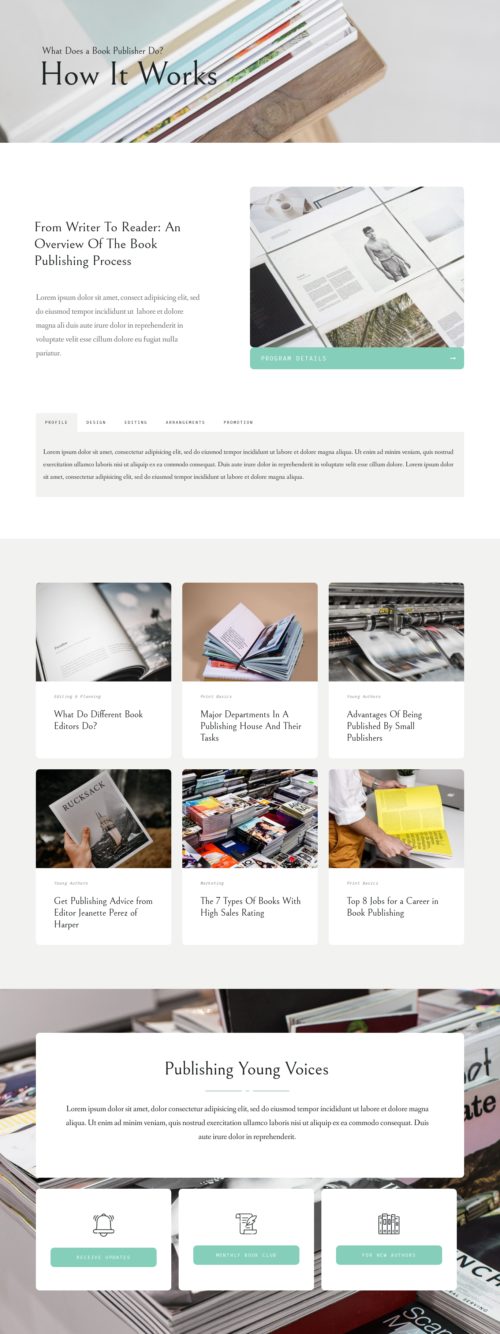 What Does a Book Publisher Do?
How It Works
From Writer To Reader: An
Overview Of The Book
Publishing Process
Lorem ipsum dolor sit amet, consect adipisicing elit, sed
do eiusmod tempor incididunt ut labore et dolore
magna ali duis aute irure dolor in reprehenderit in
voluptate velit esse cillum dolore eu fugiat nulla
pariatur.
PROGRAM DETAILS →
PROFILE DESIGN EDITING ARRANGEMENTS PROMOTION
Lorem ipsum dolor sit amet, consectetur adipisicing elit, sed do eiusmod tempor incididunt ut labore et dolore magna aliqua. Ut enim ad minim veniam, quis nostrud
exercitation ullamco laboris nisi ut aliquip ex ea commodo consequat. Duis aute irure dolor in reprehenderit in voluptate velit esse cillum dolore. Lorem ipsum dolor
sit amet, consectetur adipisicing elit, sed do eiusmod tempor incididunt ut labore et dolore magna aliqua.
Editing & Planning
What Do Different Book
Editors Do?
Print Basics
Major Departments In A
Publishing House And Their
Tasks
Young Authors
Advantages Of Being
Published By Small
Publishers
RUCKSACK
Young Authors
Get Publishing Advice from
Editor Jeanette Perez of
Harper
Marketing
The 7 Types Of Books With
High Sales Rating
Print Basics
Top 8 Jobs for a Career in
Book Publishing
Publishing Young Voices
Lorem ipsum dolor sit amet, dolor consectetur adipisicing elit, sed do eiusmod tempor incididunt ut labore et dolore magna
aliqua. Ut enim ad minim veniam, quis nostrud exercitation ullamco laboris nisi ut aliquip ex ea commodo consequat. Duis
aute irure dolor in reprehenderit.
RECEIVE UPDATES
MONTHLY BOOK CLUB
FOR NEW AUTHORS